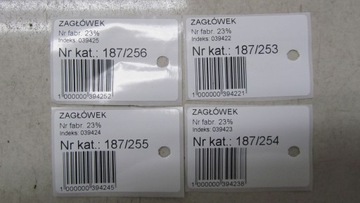 ZAGŁÓWEK
Nr fabr. 23%
Indeks: 039425
Nr kat.: 187/256
1 000000 394252
ZAGŁÓWEK
Nr fabr. 23%
Indeks: 039422
Nr kat.: 187/253
1 000000 394221
ZAGŁÓWEK
Nr fabr. 23%
Indeks: 039424
Nr kat.: 187/255
1 000000 394245
ZAGŁÓWEK
Nr fabr. 23%
Indeks: 039423
Nr kat.: 187/254
1 000000 394238